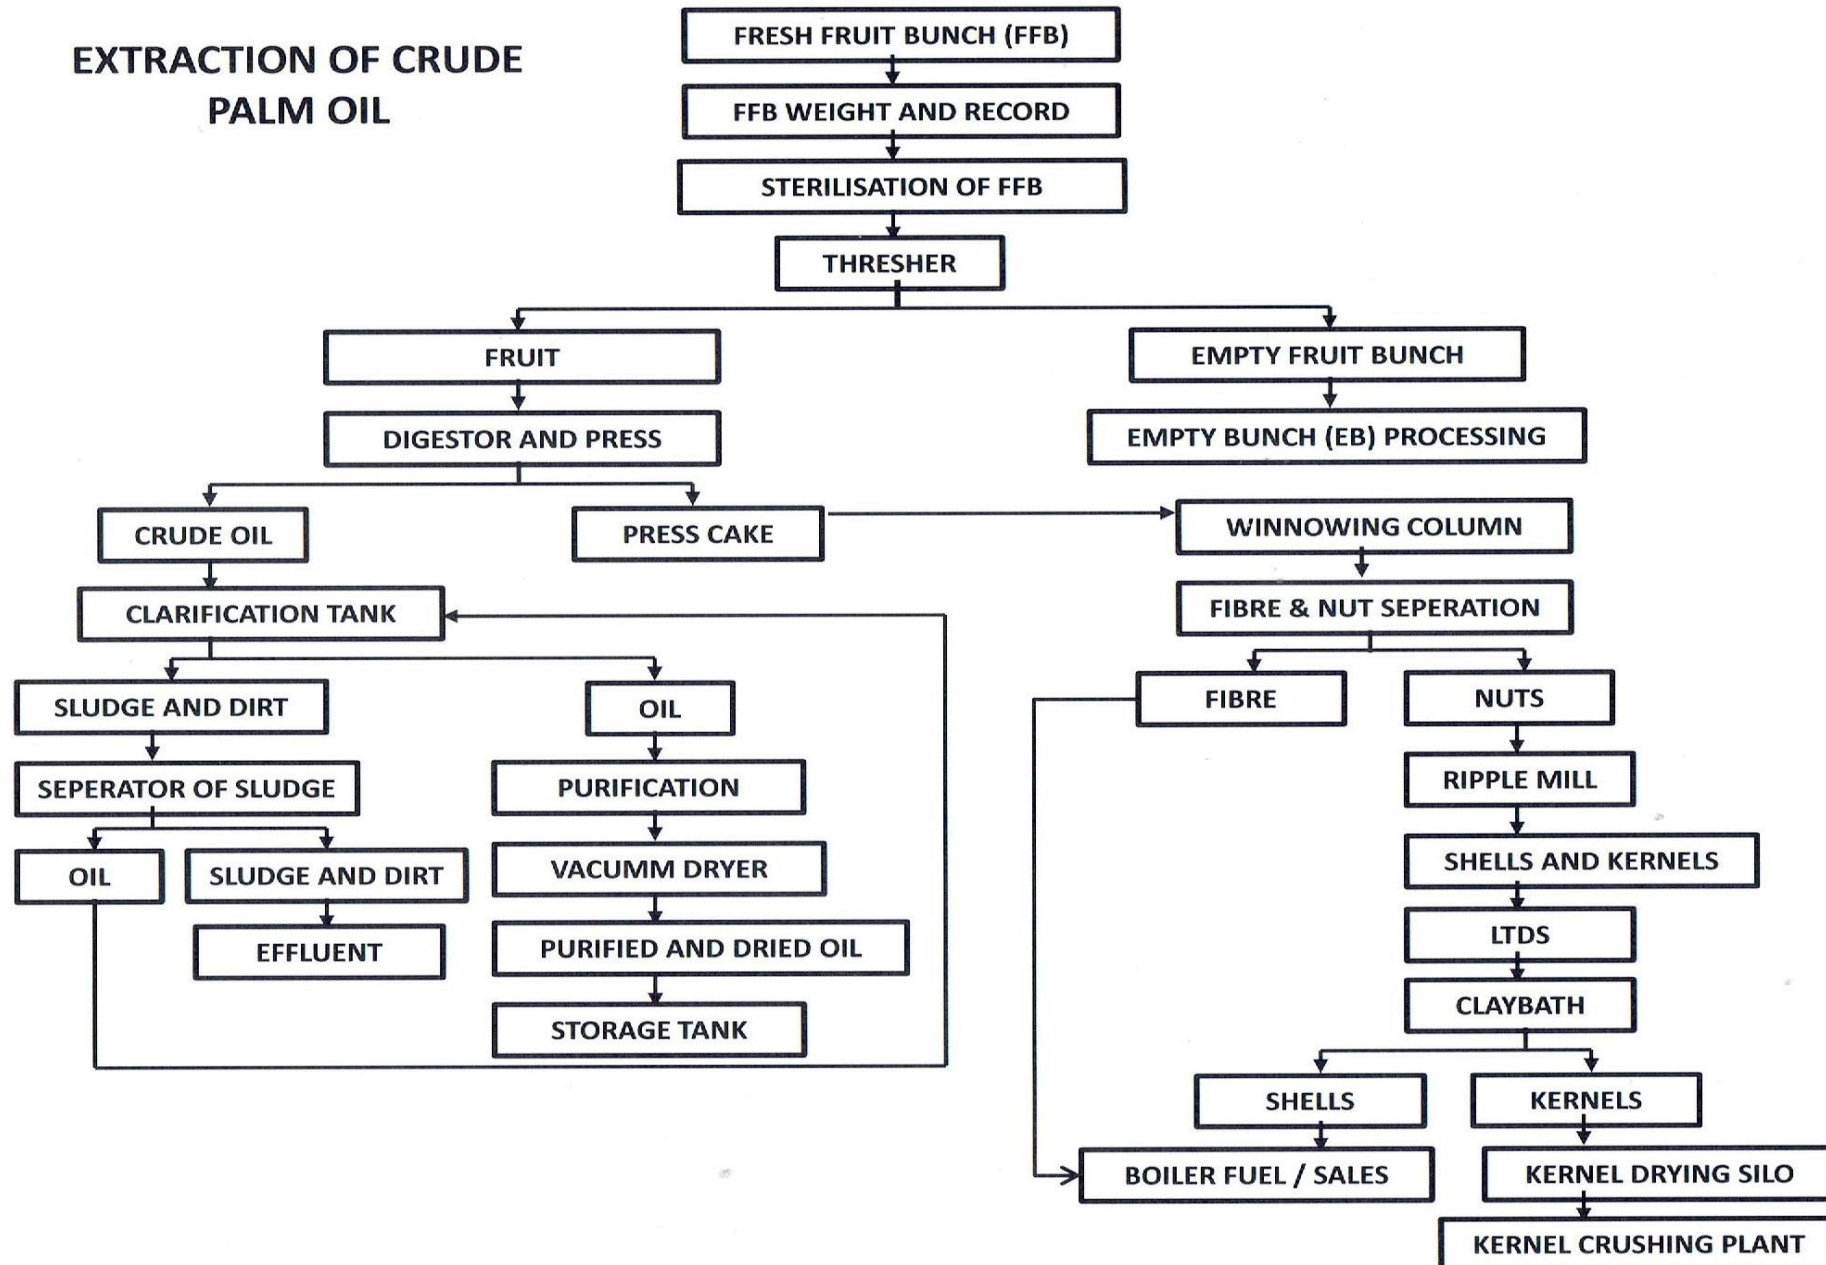 EXTRACTION OF CRUDE
PALM OIL
FRESH FRUIT BUNCH (FFB)
FFB WEIGHT AND RECORD
STERILISATION OF FFB
THRESHER
FRUIT
EMPTY FRUIT BUNCH
DIGESTOR AND PRESS
EMPTY BUNCH (EB) PROCESSING
CRUDE OIL
PRESS CAKE
WINNOWING COLUMN
CLARIFICATION TANK
FIBRE & NUT SEPERATION
SLUDGE AND DIRT
OIL
FIBRE
NUTS
SEPERATOR OF SLUDGE
PURIFICATION
RIPPLE MILL
OIL
SLUDGE AND DIRT
VACUMM DRYER
SHELLS AND KERNELS
EFFLUENT
PURIFIED AND DRIED OIL
LTDS
STORAGE TANK
CLAYBATH
SHELLS
KERNELS
BOILER FUEL / SALES
KERNEL DRYING SILO
KERNEL CRUSHING PLANT